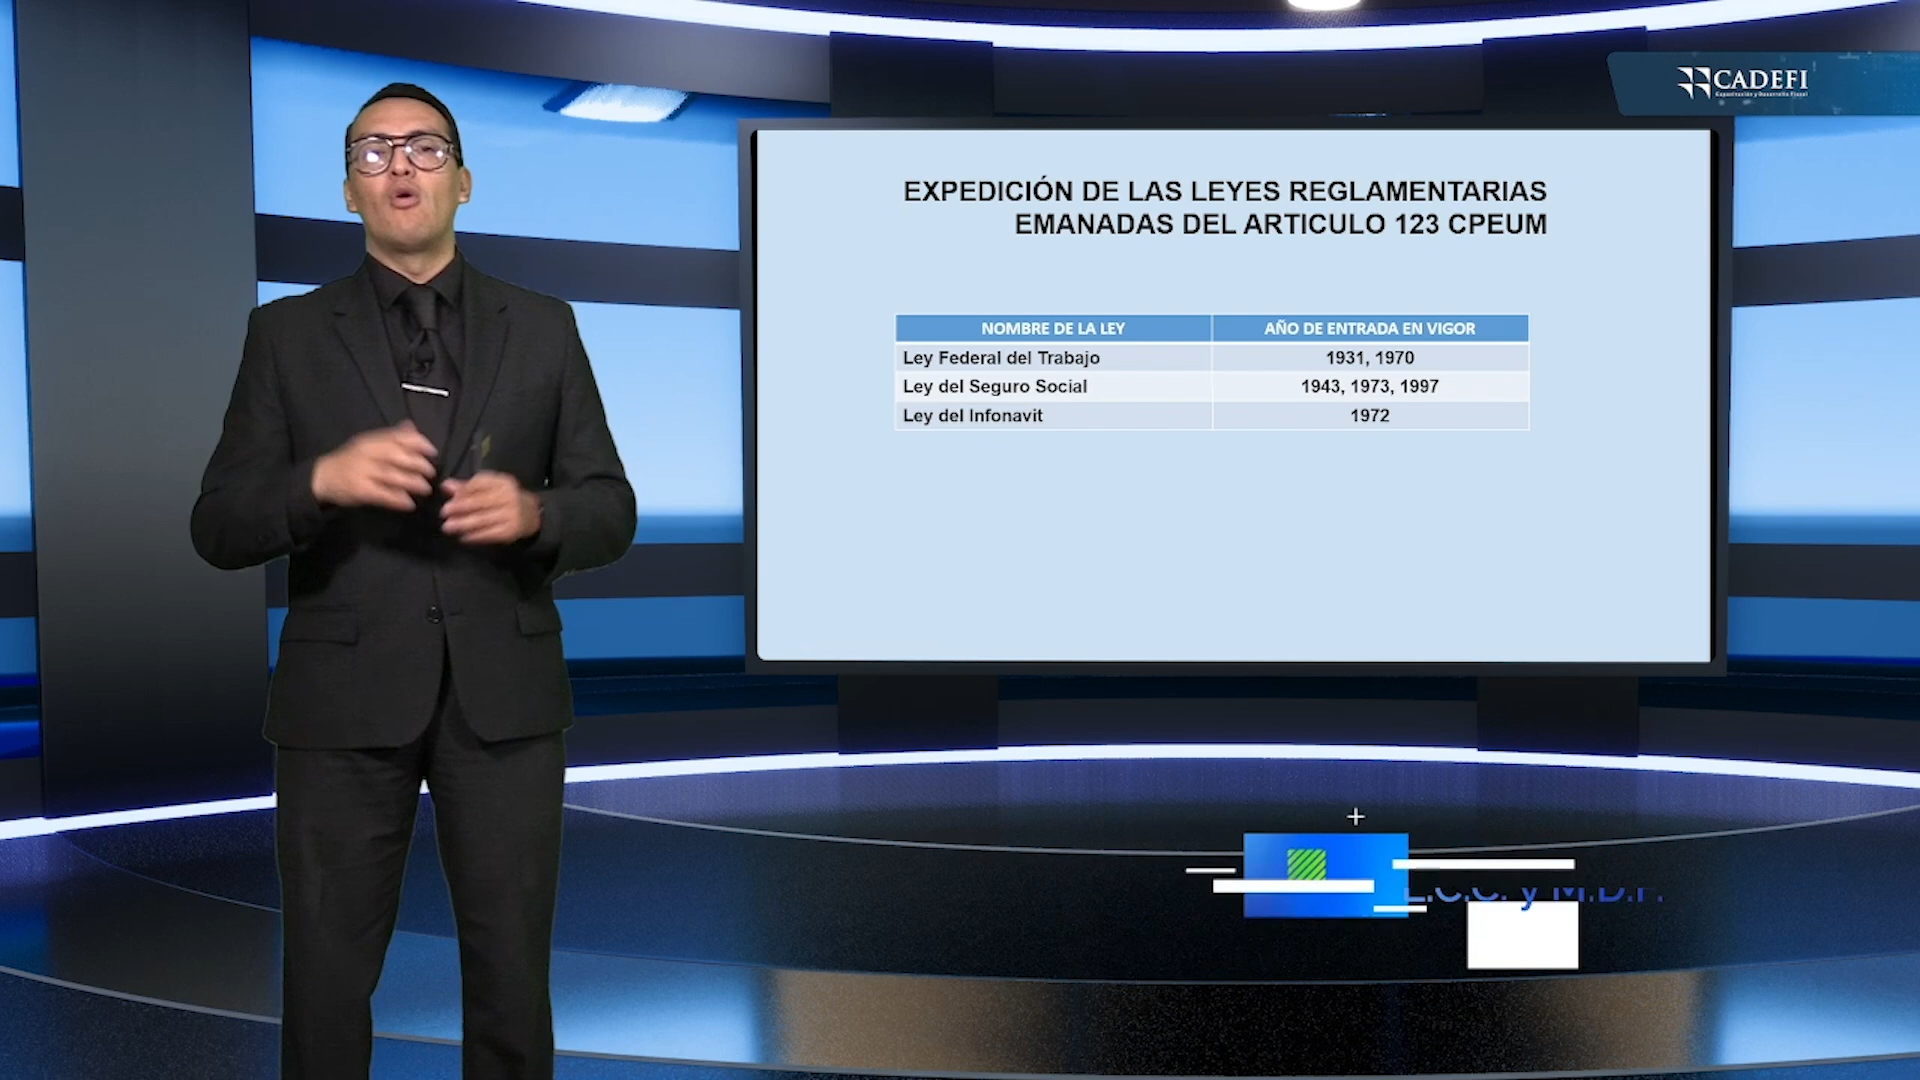 CADEFI
EXPEDICIÓN DE LAS LEYES REGLAMENTARIAS
EMANADAS DEL ARTICULO 123 CPEUM
NOMBRE DE LA LEY AÑO DE ENTRADA EN VIGOR
Ley Federal del Trabajo 1931, 1970
Ley del Seguro Social 1943, 1973, 1997
Ley del Infonavit 1972
L.C.C. y M.D.F.